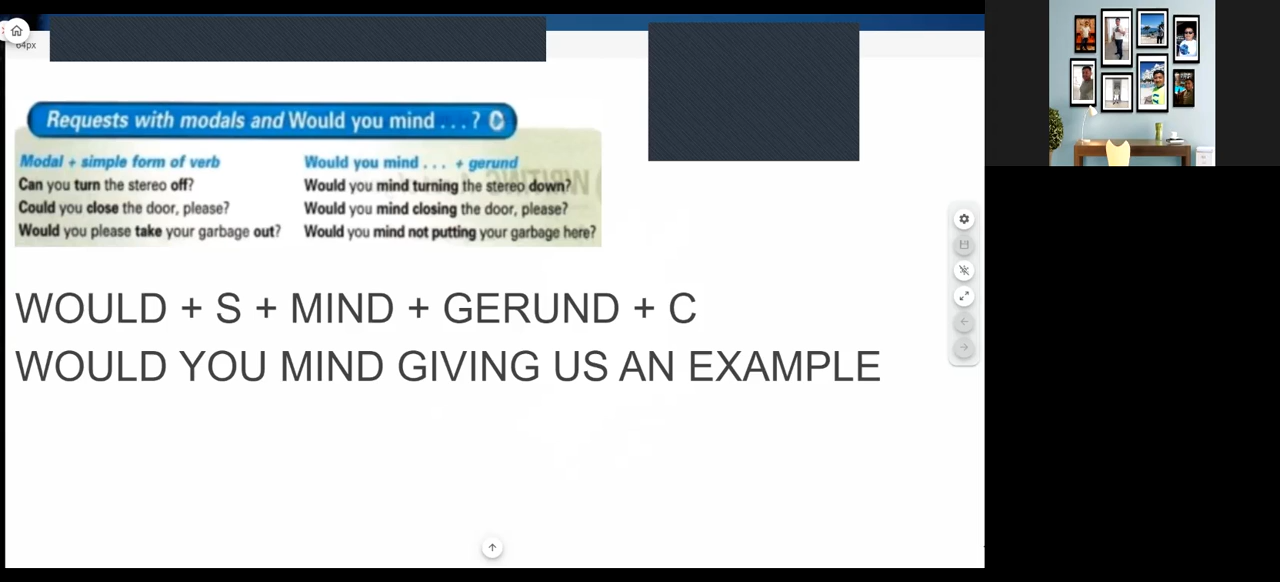 64px
Requests with modals and Would you mind . . . ?
Modal + simple form of verb
Can you turn the stereo off?
Could you close the door, please?
Would you please take your garbage out?
Would you mind . . . + gerund
Would you mind turning the stereo down?
Would you mind closing the door, please?
Would you mind not putting your garbage here?
WOULD + S + MIND + GERUND + C
WOULD YOU MIND GIVING US AN EXAMPLE